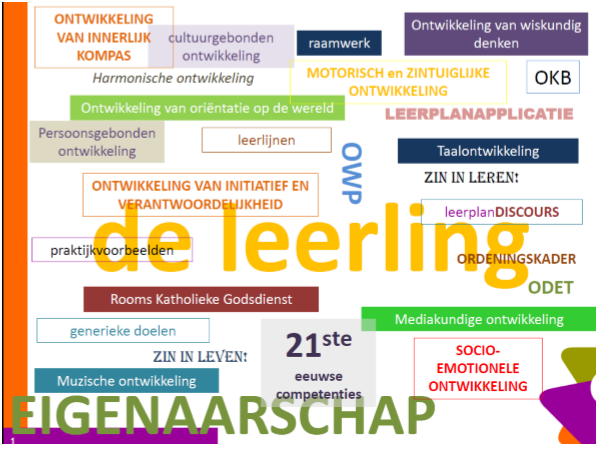 ONTWIKKELING
VAN INNERLIJK
KOMPAS
cultuurgebonden
ontwikkeling
raamwerk
Ontwikkeling van wiskundig
denken
Harmonische ontwikkeling
MOTORISCH en ZINTUIGLIJKE
ONTWIKKELING
OKB
Ontwikkeling van oriëntatie op de wereld
LEERPLANAPPLICATIE
Persoonsgebonden
ontwikkeling
leerlijnen
OWP
Taalontwikkeling
ZIN IN LEREN!
ONTWIKKELING VAN INITIATIEF EN
VERANTWOORDELIJKHEID
leerplanDISCOURS
de leerling
praktijkvoorbeelden
ORDENINGSKADER
ODET
Rooms Katholieke Godsdienst
Mediakundige ontwikkeling
generieke doelen
21ste
eeuwse
competenties
ZIN IN LEVEN!
SOCIO-
EMOTIONELE
ONTWIKKELING
Muzische ontwikkeling
EIGENAARSCHAP
1